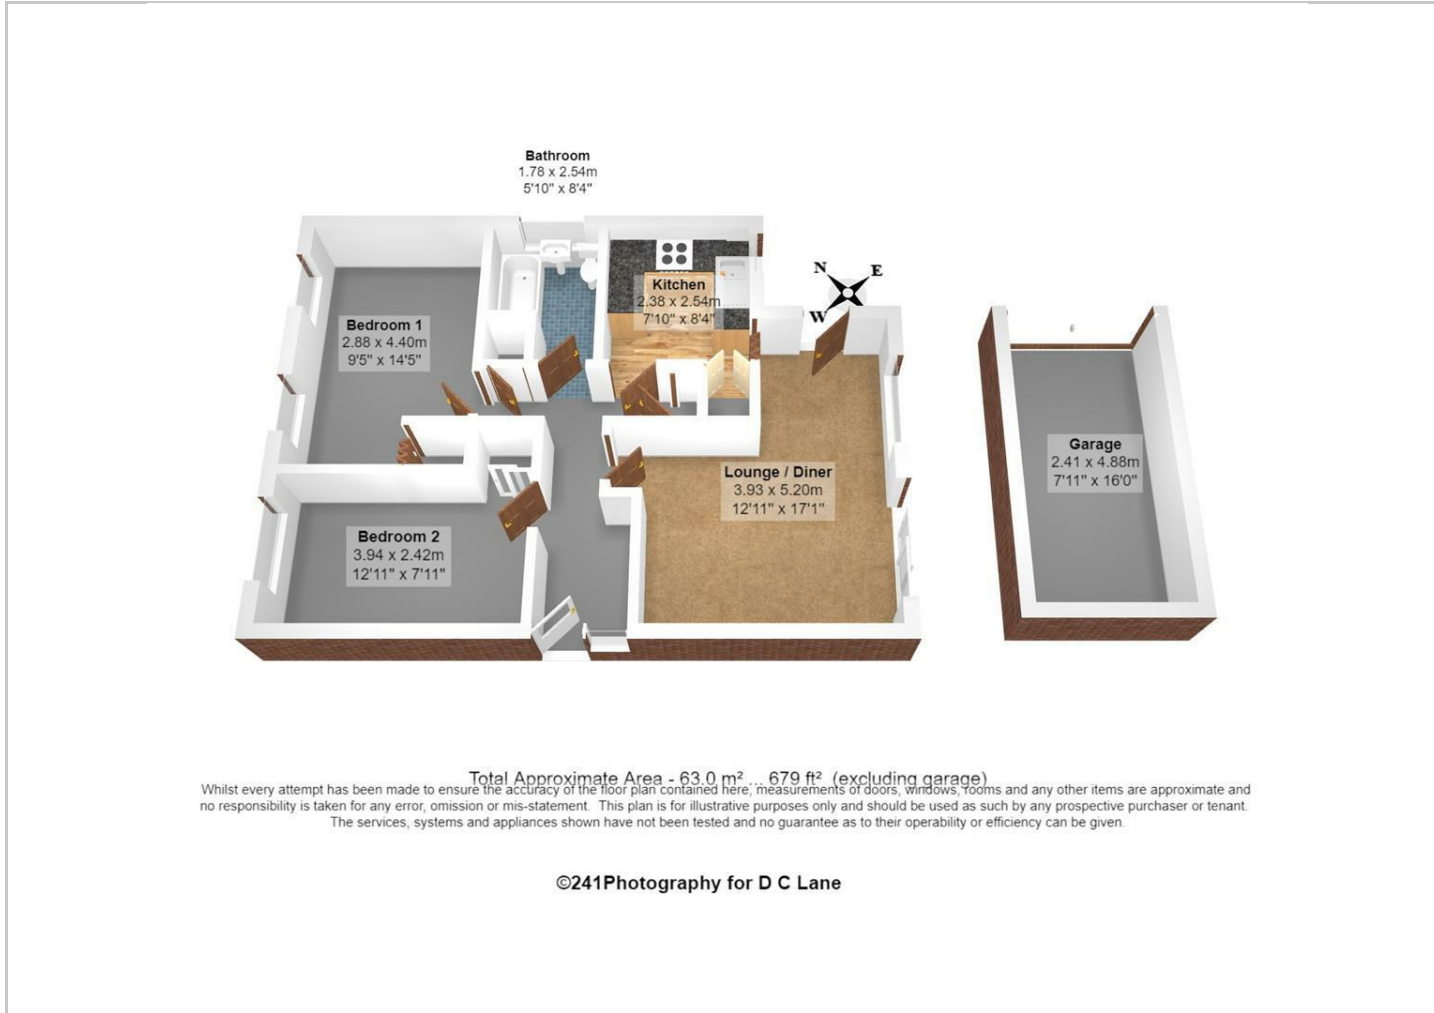 Bathroom
1.78 x 2.54m
5'10" x 8'4"
N
E
W
Kitchen
2.38 x 2.54m
7'10" x 8'4"
Bedroom 1
2.88 x 4.40m
9'5" x 14'5"
Lounge / Diner
3.93 x 5.20m
12'11" x 17'1"
Garage
2.41 x 4.88m
7'11" x 16'0"
Bedroom 2
3.94 x 2.42m
12'11" x 7'11"
Total Approximate Area - 63.0 m² ... 679 ft² (excluding garage)
Whilst every attempt has been made to ensure the accuracy of the floor plan contained here, measurements of doors, windows, rooms and any other items are approximate and
no responsibility is taken for any error, omission or mis-statement. This plan is for illustrative purposes only and should be used as such by any prospective purchaser or tenant.
The services, systems and appliances shown have not been tested and no guarantee as to their operability or efficiency can be given.
©241Photography for D C Lane